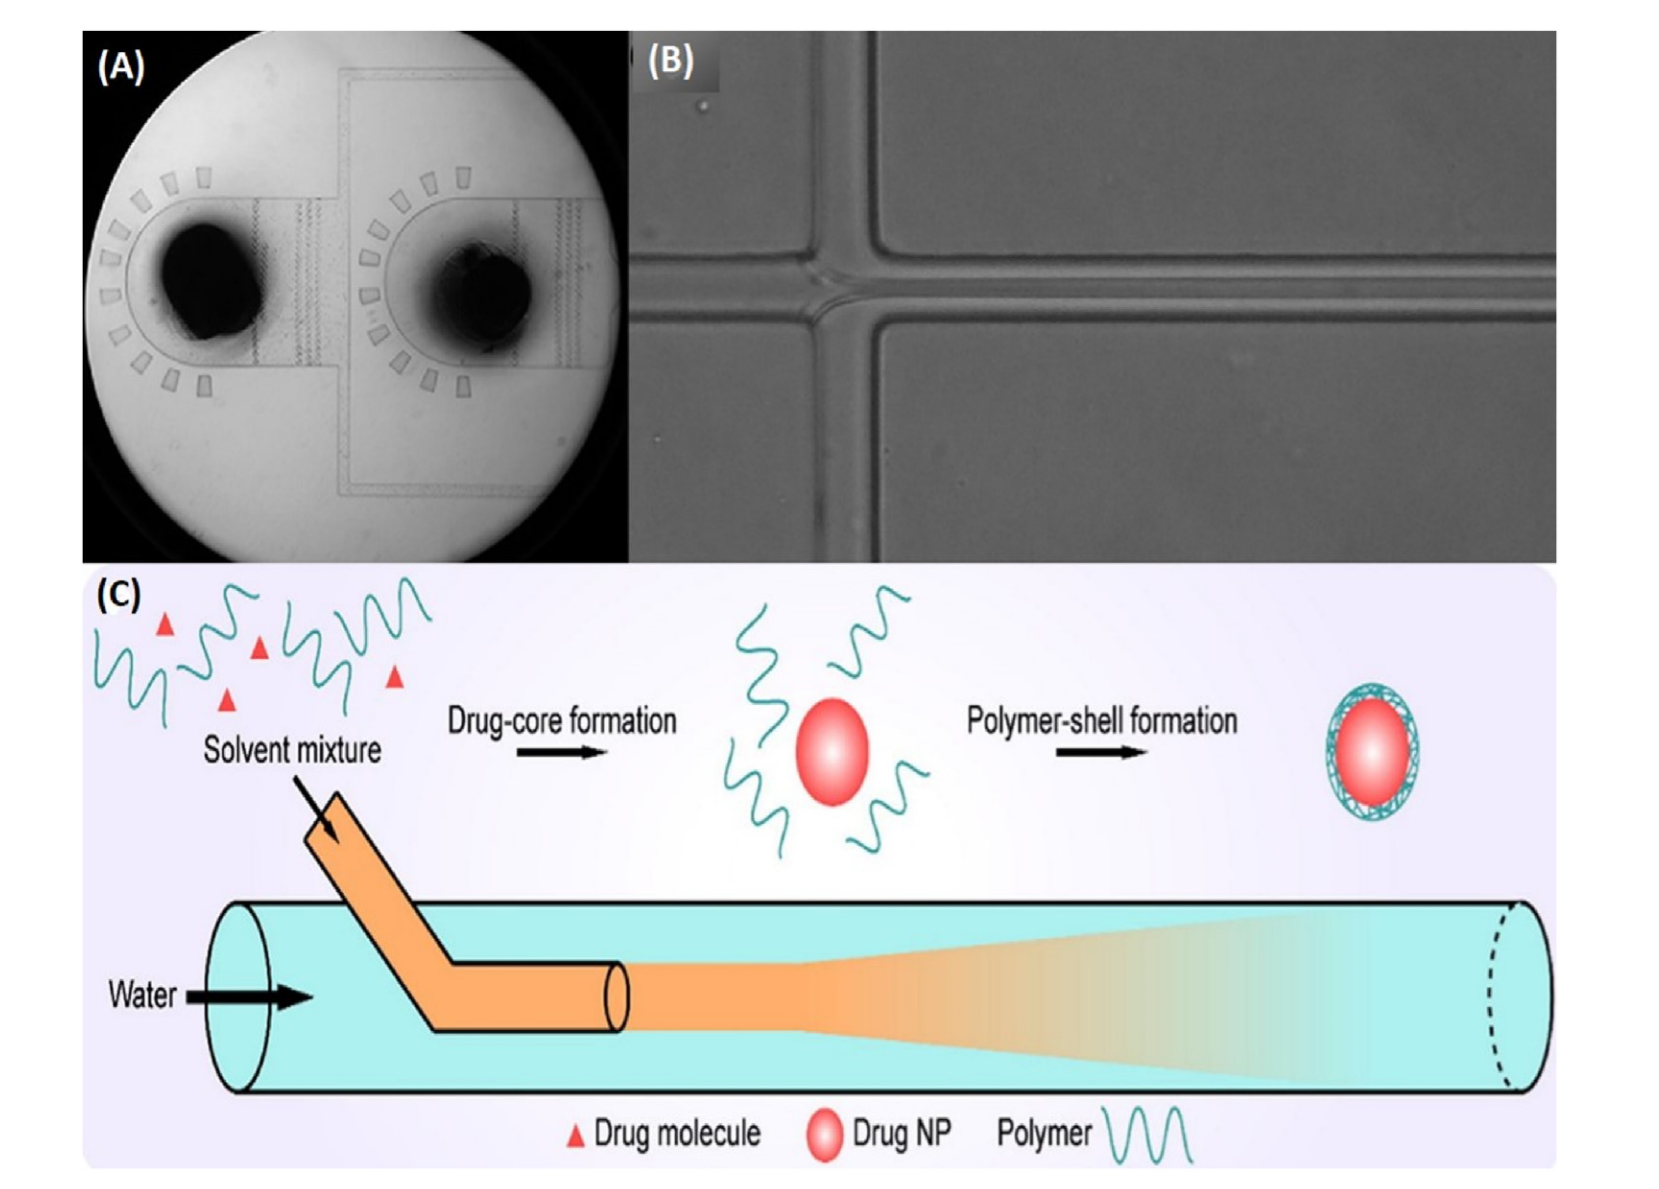 (A)
(B)
(C)
Solvent mixture
Drug-core formation
Polymer-shell formation
Water
Drug molecule
Drug NP
Polymer